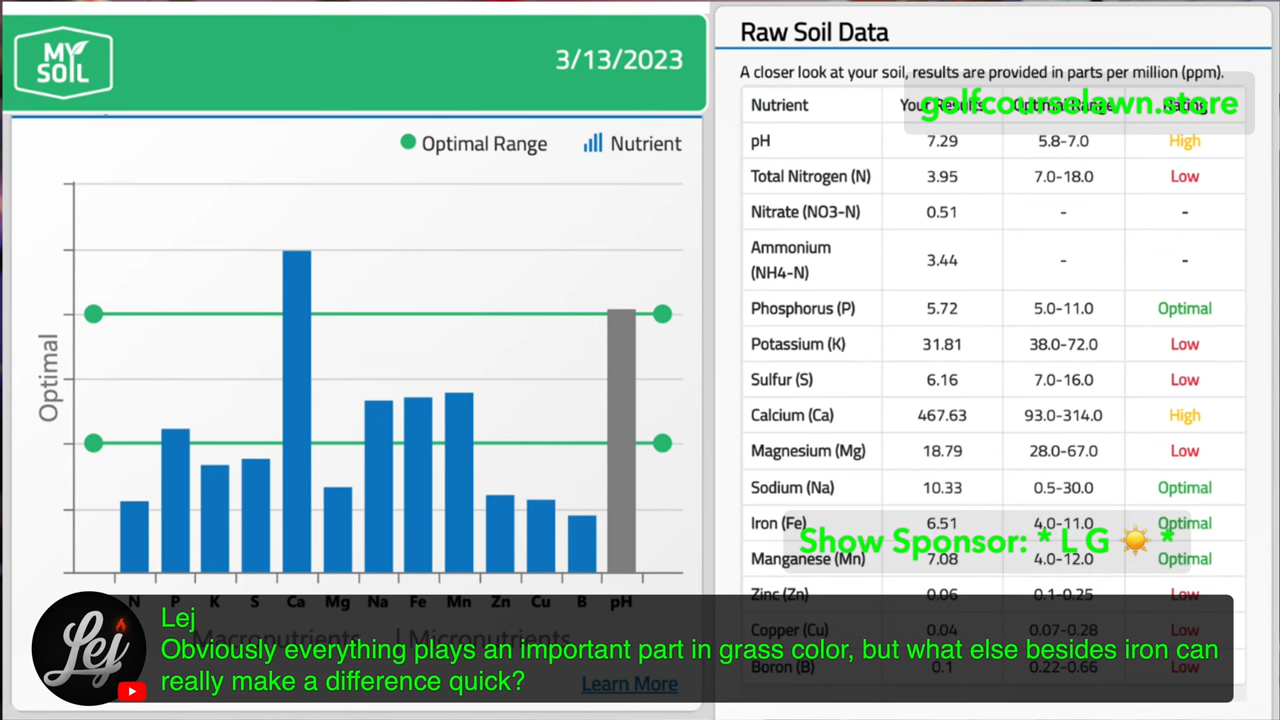 MY
SOIL
3/13/2023
Optimal Range
Nutrient
Optimal
N P K S Ca Mg Na Fe Mn Zn Cu B pH
Macronutrients | Micronutrients
Learn More
Raw Soil Data
A closer look at your soil, results are provided in parts per million (ppm).
golfcourselawn.store
Nutrient Your Results Optimal Range Rating
pH 7.29 5.8-7.0 High
Total Nitrogen (N) 3.95 7.0-18.0 Low
Nitrate (NO3-N) 0.51 - -
Ammonium
(NH4-N) 3.44 - -
Phosphorus (P) 5.72 5.0-11.0 Optimal
Potassium (K) 31.81 38.0-72.0 Low
Sulfur (S) 6.16 7.0-16.0 Low
Calcium (Ca) 467.63 93.0-314.0 High
Magnesium (Mg) 18.79 28.0-67.0 Low
Sodium (Na) 10.33 0.5-30.0 Optimal
Iron (Fe) 6.51 4.0-11.0 Optimal
Show Sponsor: * L G ☀️ *
Manganese (Mn) 7.08 4.0-12.0 Optimal
Zinc (Zn) 0.06 0.1-0.25 Low
Copper (Cu) 0.04 0.07-0.28 Low
Boron (B) 0.1 0.22-0.66 Low
Lej
Lej
Obviously everything plays an important part in grass color, but what else besides iron can
really make a difference quick?